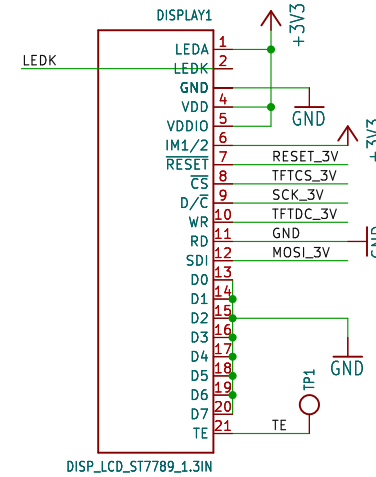 DISPLAY1
+3V3
LEDK
LEDA 1
LEDK 2
GND
VDD 4
VDDIO 5
GND
IM1/2 6
+3V3
RESET 7 RESET_3V
CS 8 TFTCS_3V
D/C 9 SCK_3V
WR 10 TFTDC_3V
RD 11 GND
GND
SDI 12 MOSI_3V
D0 13
D1 14
D2 15
D3 16
D4 17
D5 18
D6 19
D7 20
GND
TP1
TE 21 TE
DISP_LCD_ST7789_1.3IN